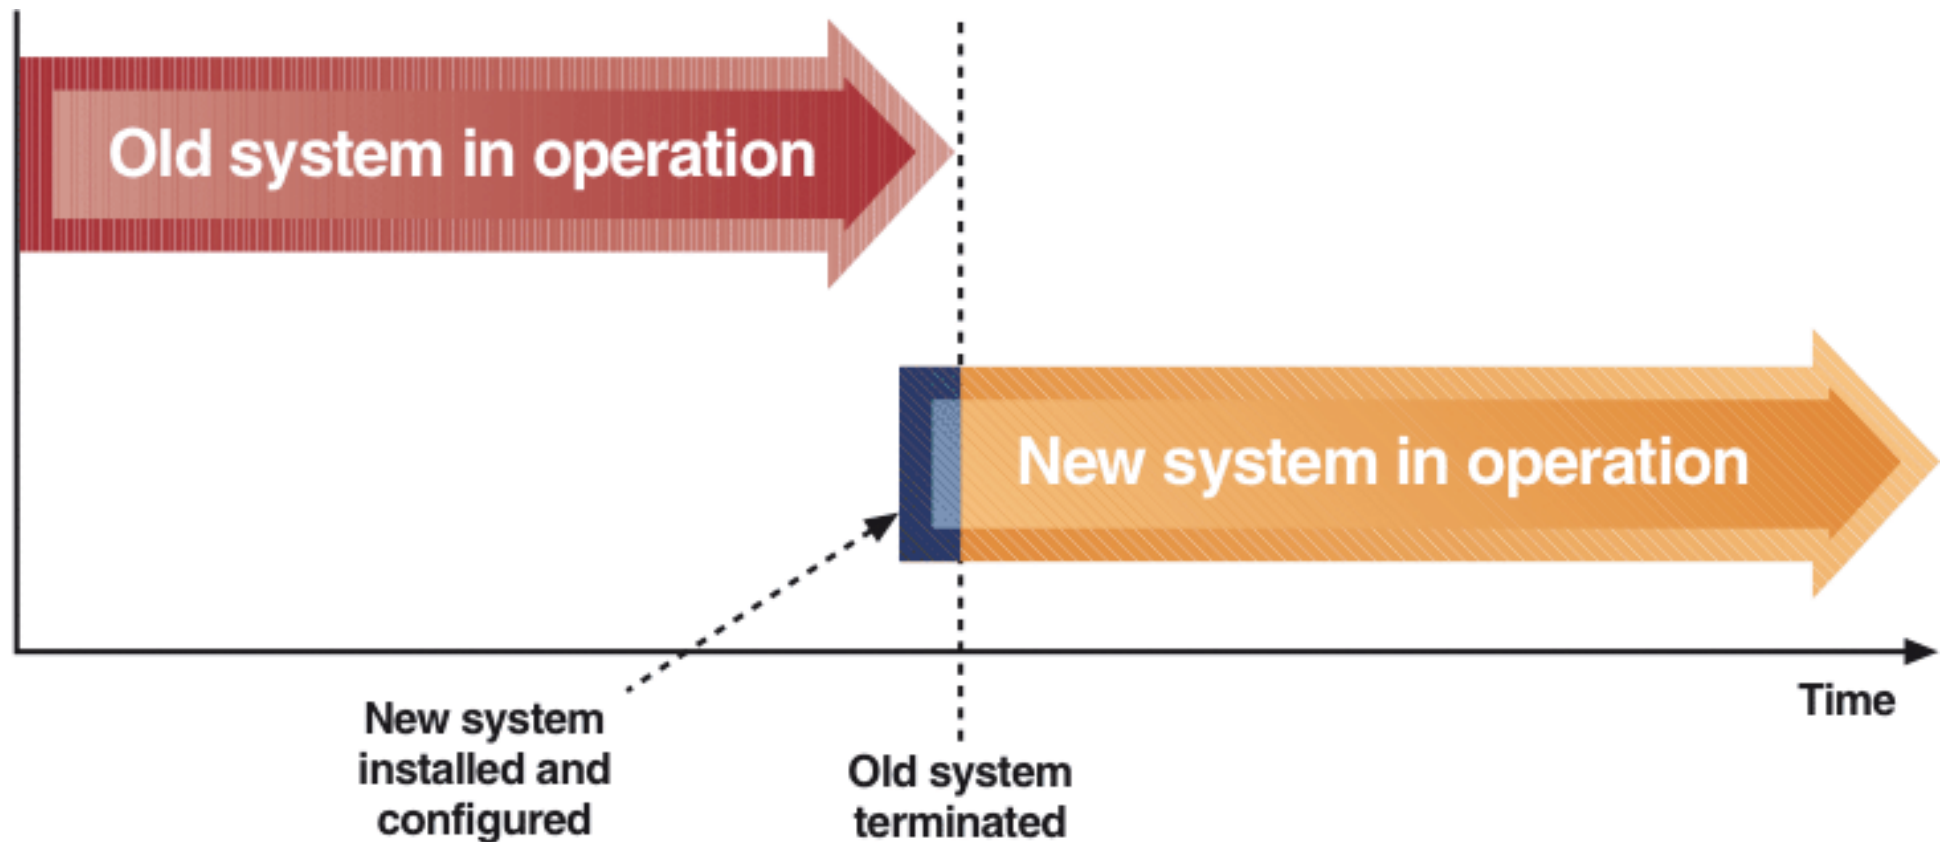 Old system in operation
New system in operation
Time
New system
installed and
configured
Old system
terminated